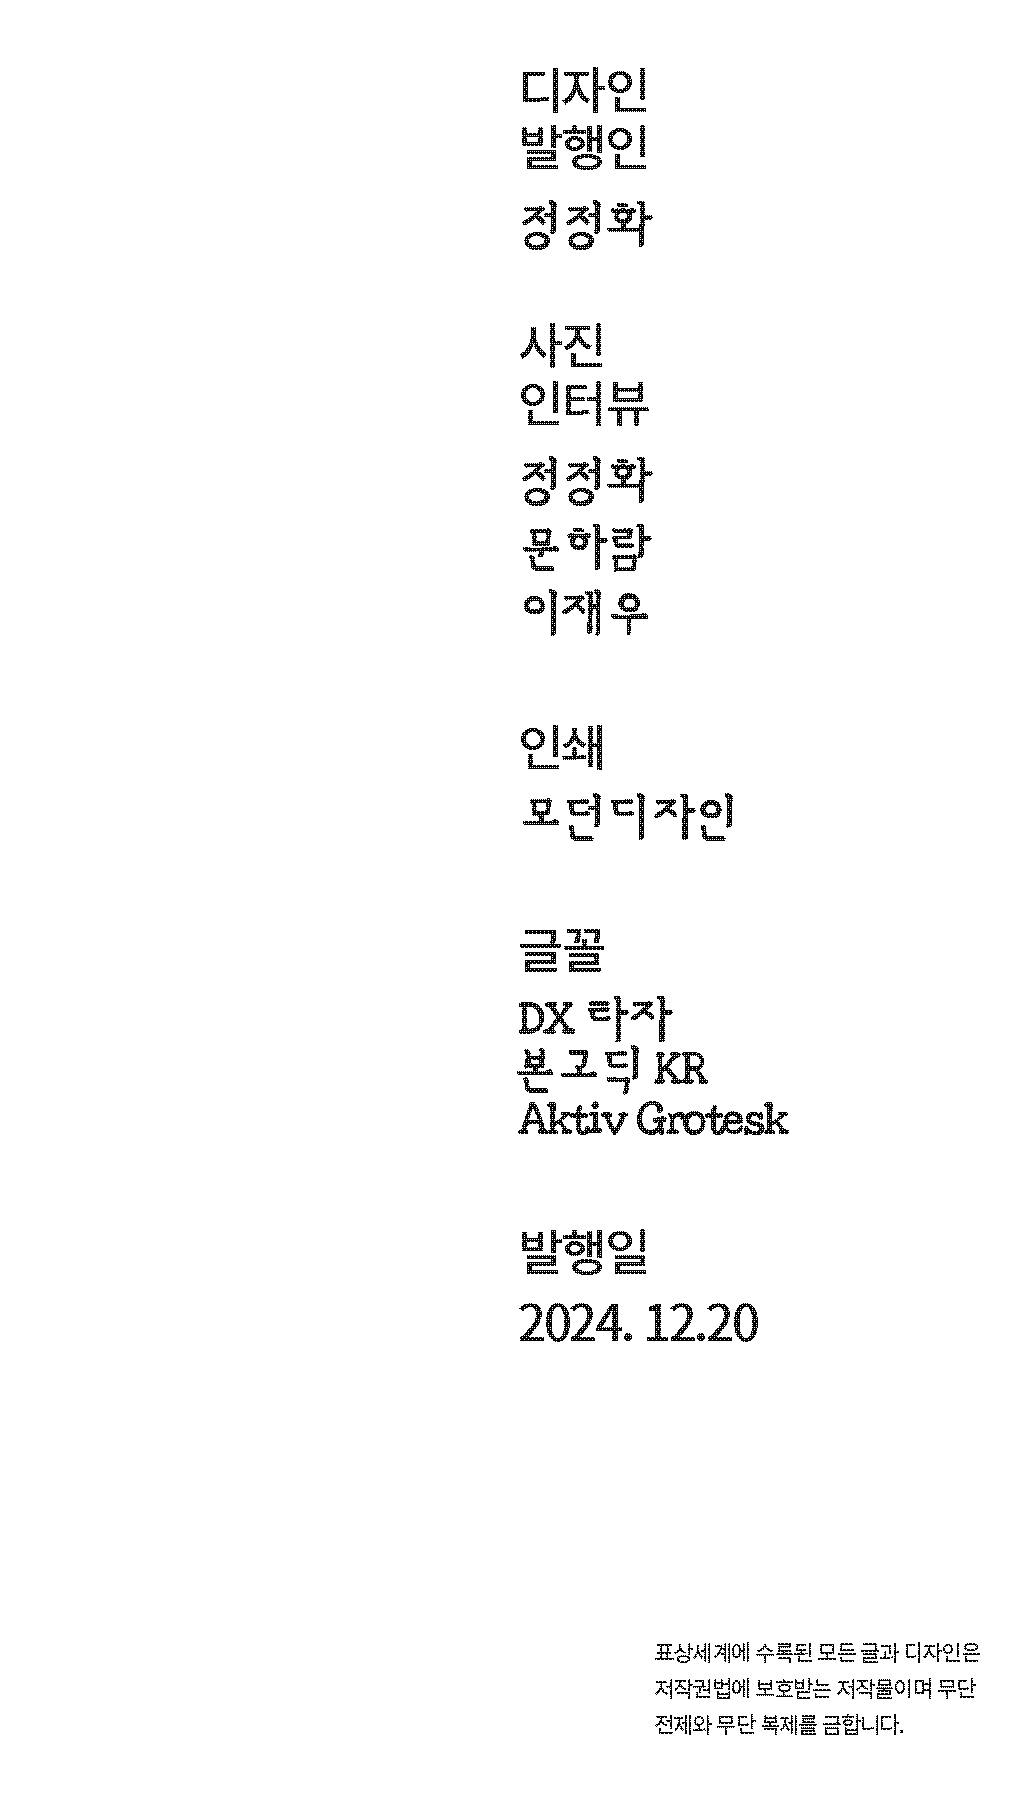 디자인
발행인
정정화
사진
인터뷰
정정화
문하람
이재우
인쇄
모던디자인
글꼴
DX 타자
본고딕 KR
Aktiv Grotesk
발행일
2024. 12.20
표상세계에 수록된 모든 글과 디자인은
저작권법에 보호받는 저작물이며 무단
전제와 무단 복제를 금합니다.